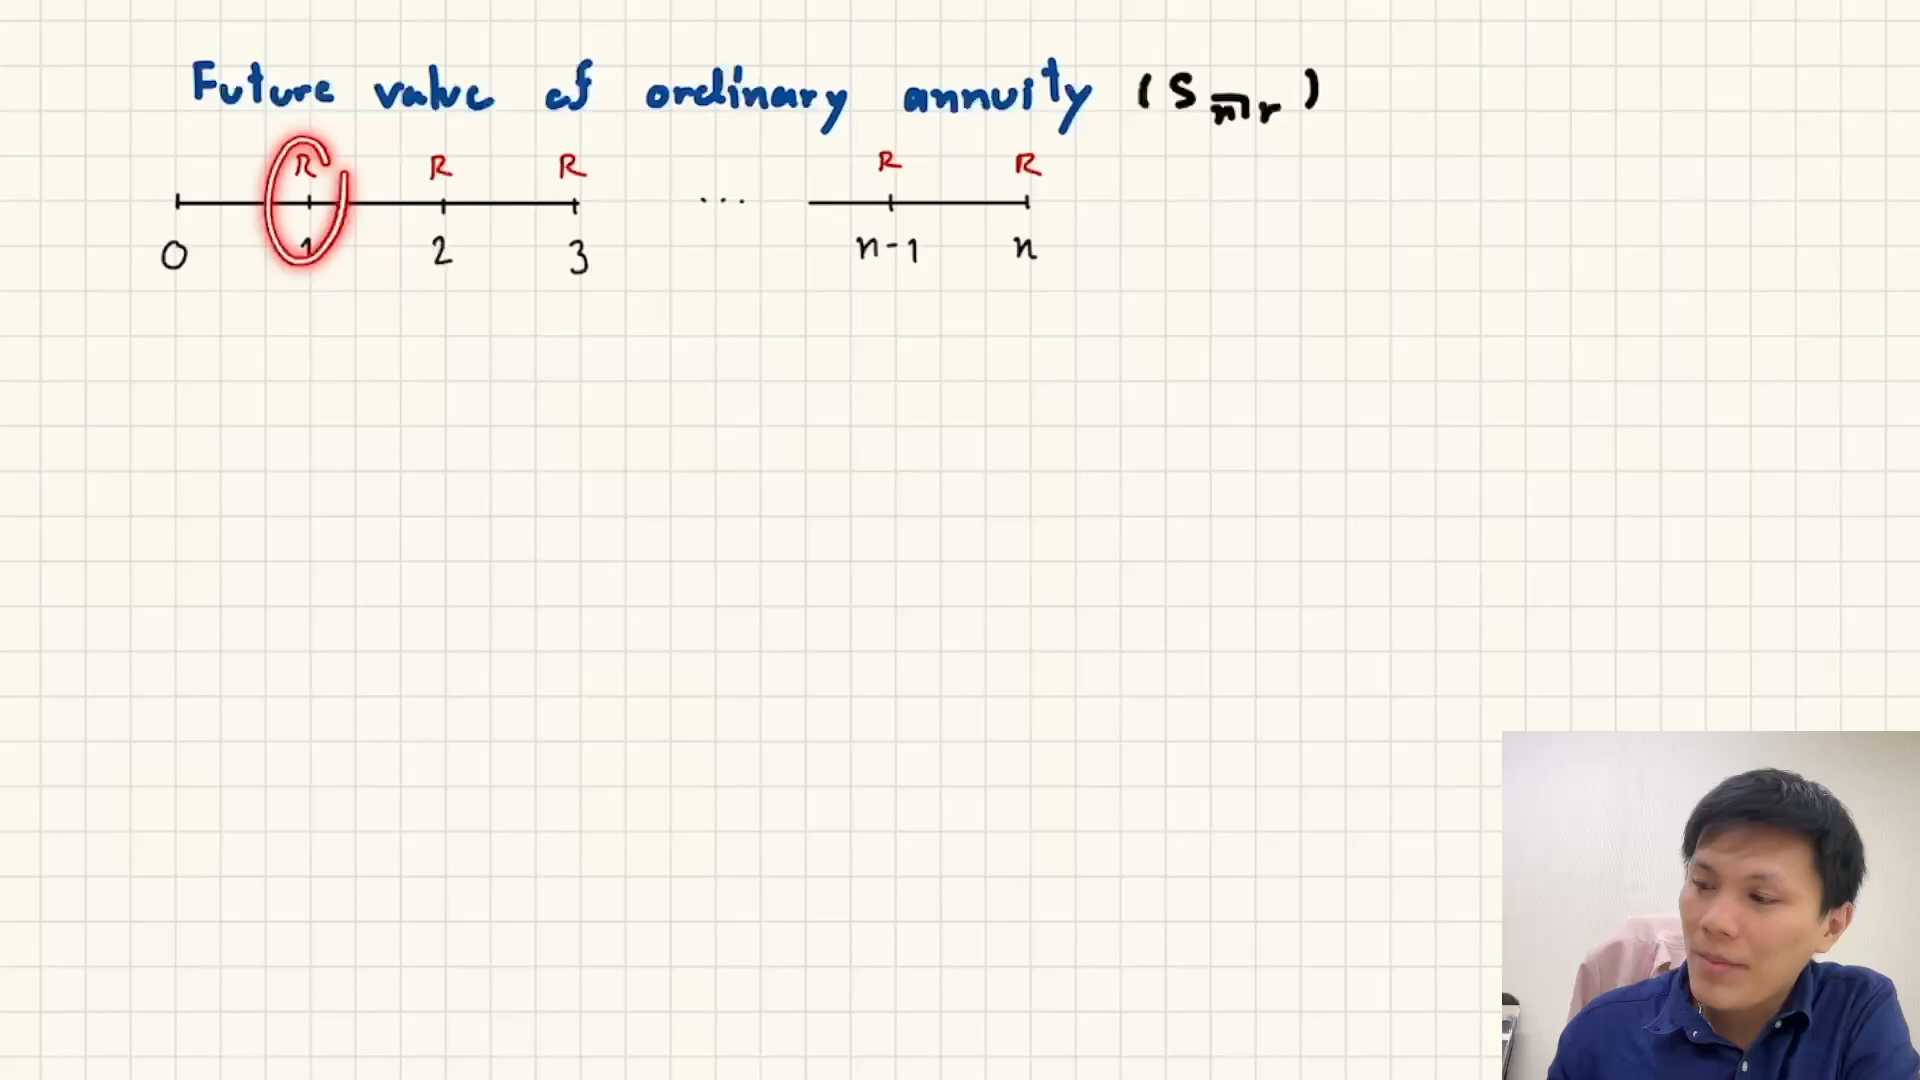 Future value of ordinary annuity (S n̅|r)
R R R R R
...
0 1 2 3 n-1 n